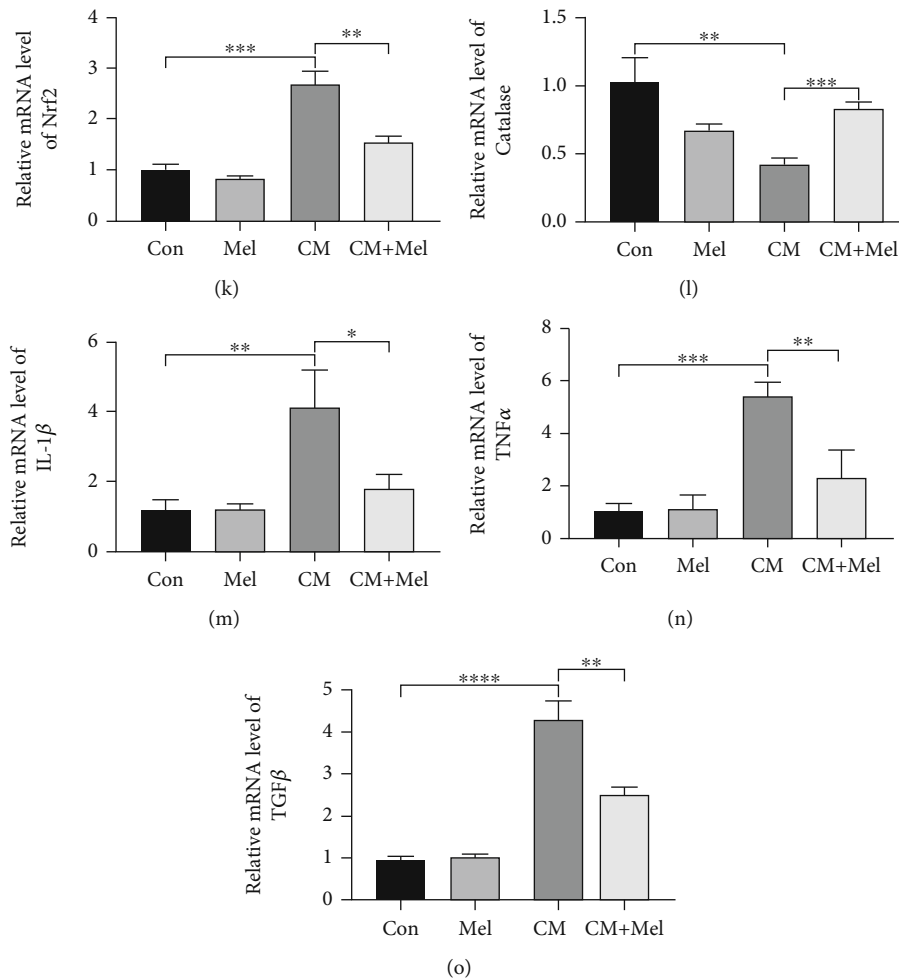 Relative mRNA level
of Nrf2
4
3
2
1
0
***
**
Con Mel CM CM+Mel
(k)
Relative mRNA level of
Catalase
1.5
1.0
0.5
0.0
**
***
Con Mel CM CM+Mel
(l)
Relative mRNA level of
IL-1β
6
4
2
0
**
*
Con Mel CM CM+Mel
(m)
Relative mRNA level of
TNFα
8
6
4
2
0
***
**
Con Mel CM CM+Mel
(n)
Relative mRNA level of
TGFβ
5
4
3
2
1
0
****
**
Con Mel CM CM+Mel
(o)